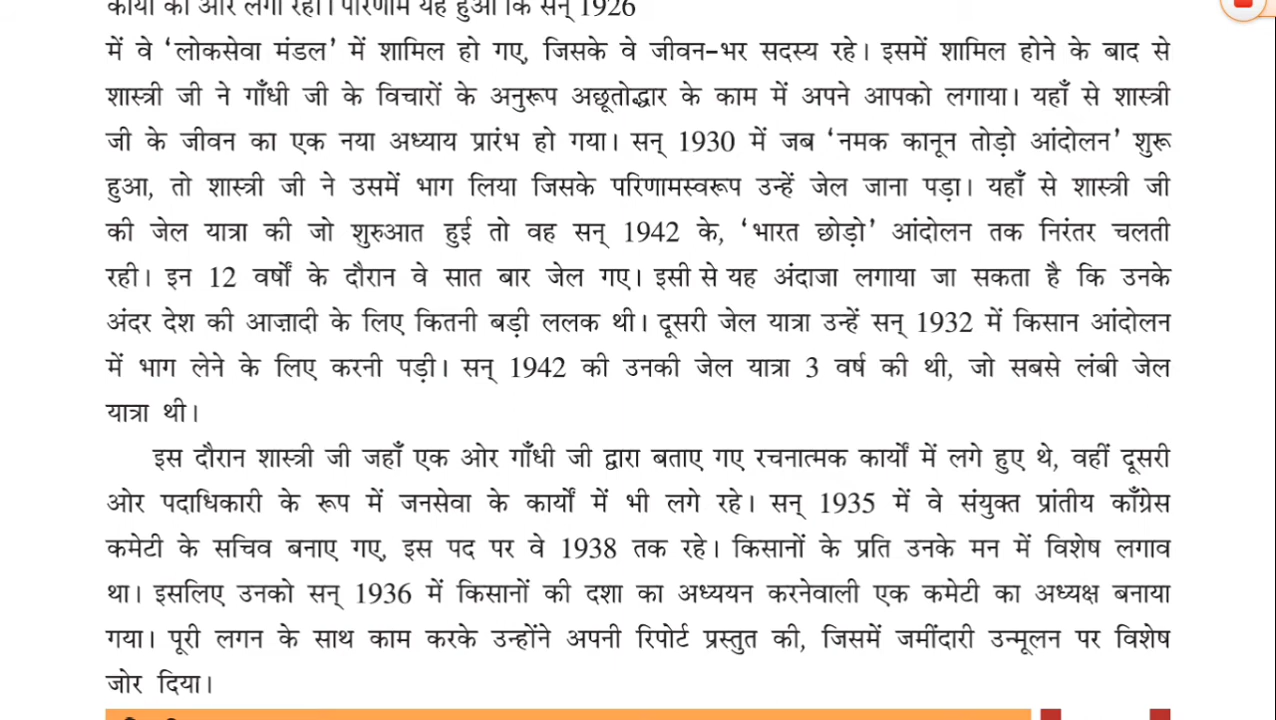 कार्यों की ओर लगा रहा। परिणाम यह हुआ कि सन् 1926
में वे ‘लोकसेवा मंडल’ में शामिल हो गए, जिसके वे जीवन-भर सदस्य रहे। इसमें शामिल होने के बाद से
शास्त्री जी ने गाँधी जी के विचारों के अनुरूप अछूतोद्धार के काम में अपने आपको लगाया। यहाँ से शास्त्री
जी के जीवन का एक नया अध्याय प्रारंभ हो गया। सन् 1930 में जब ‘नमक कानून तोड़ो आंदोलन’ शुरू
हुआ, तो शास्त्री जी ने उसमें भाग लिया जिसके परिणामस्वरूप उन्हें जेल जाना पड़ा। यहाँ से शास्त्री जी
की जेल यात्रा की जो शुरुआत हुई तो वह सन् 1942 के, ‘भारत छोड़ो’ आंदोलन तक निरंतर चलती
रही। इन 12 वर्षों के दौरान वे सात बार जेल गए। इसी से यह अंदाजा लगाया जा सकता है कि उनके
अंदर देश की आज़ादी के लिए कितनी बड़ी ललक थी। दूसरी जेल यात्रा उन्हें सन् 1932 में किसान आंदोलन
में भाग लेने के लिए करनी पड़ी। सन् 1942 की उनकी जेल यात्रा 3 वर्ष की थी, जो सबसे लंबी जेल
यात्रा थी।
इस दौरान शास्त्री जी जहाँ एक ओर गाँधी जी द्वारा बताए गए रचनात्मक कार्यों में लगे हुए थे, वहीं दूसरी
ओर पदाधिकारी के रूप में जनसेवा के कार्यों में भी लगे रहे। सन् 1935 में वे संयुक्त प्रांतीय काँग्रेस
कमेटी के सचिव बनाए गए, इस पद पर वे 1938 तक रहे। किसानों के प्रति उनके मन में विशेष लगाव
था। इसलिए उनको सन् 1936 में किसानों की दशा का अध्ययन करनेवाली एक कमेटी का अध्यक्ष बनाया
गया। पूरी लगन के साथ काम करके उन्होंने अपनी रिपोर्ट प्रस्तुत की, जिसमें जमींदारी उन्मूलन पर विशेष
जोर दिया।